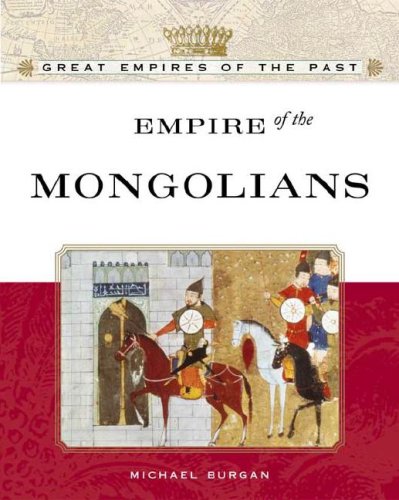 GREAT EMPIRES OF THE PAST
EMPIRE of the
MONGOLIANS
MICHAEL BURGAN